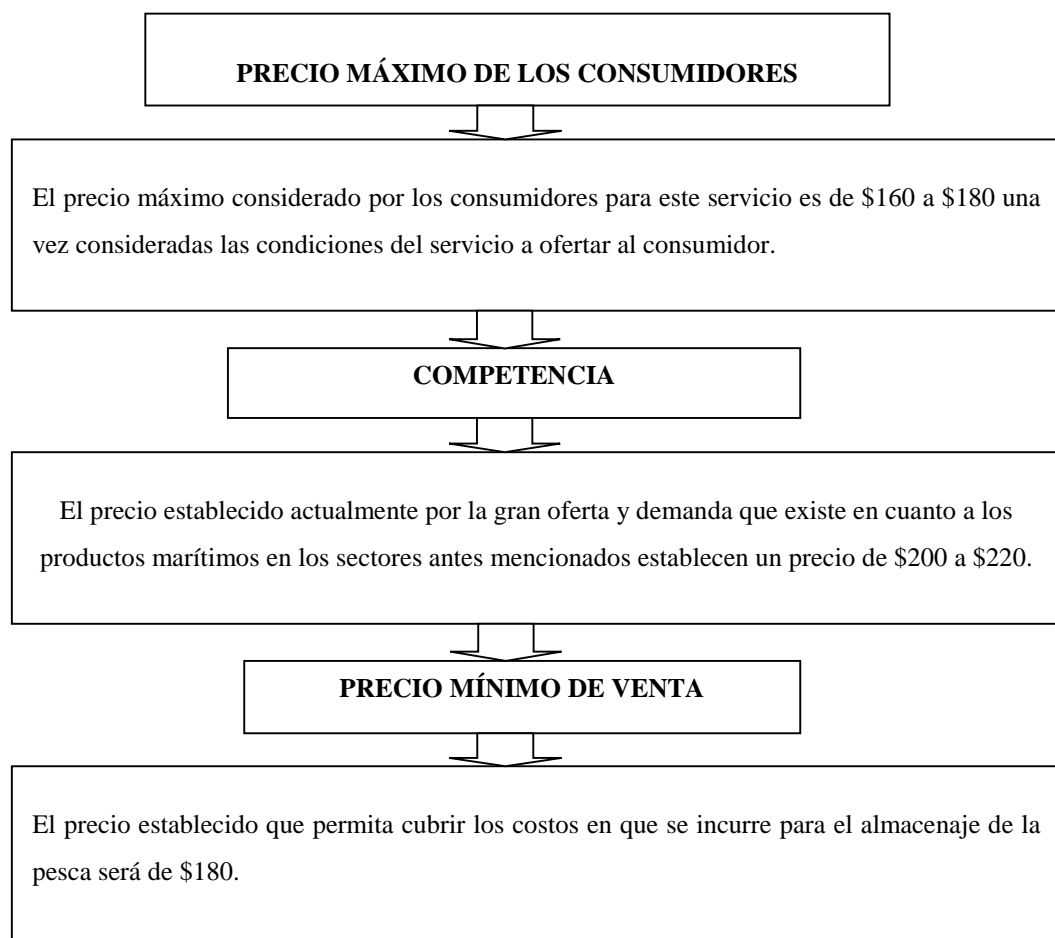 PRECIO MÁXIMO DE LOS CONSUMIDORES
El precio máximo considerado por los consumidores para este servicio es de $160 a $180 una
vez consideradas las condiciones del servicio a ofertar al consumidor.
COMPETENCIA
El precio establecido actualmente por la gran oferta y demanda que existe en cuanto a los
productos marítimos en los sectores antes mencionados establecen un precio de $200 a $220.
PRECIO MÍNIMO DE VENTA
El precio establecido que permita cubrir los costos en que se incurre para el almacenaje de la
pesca será de $180.